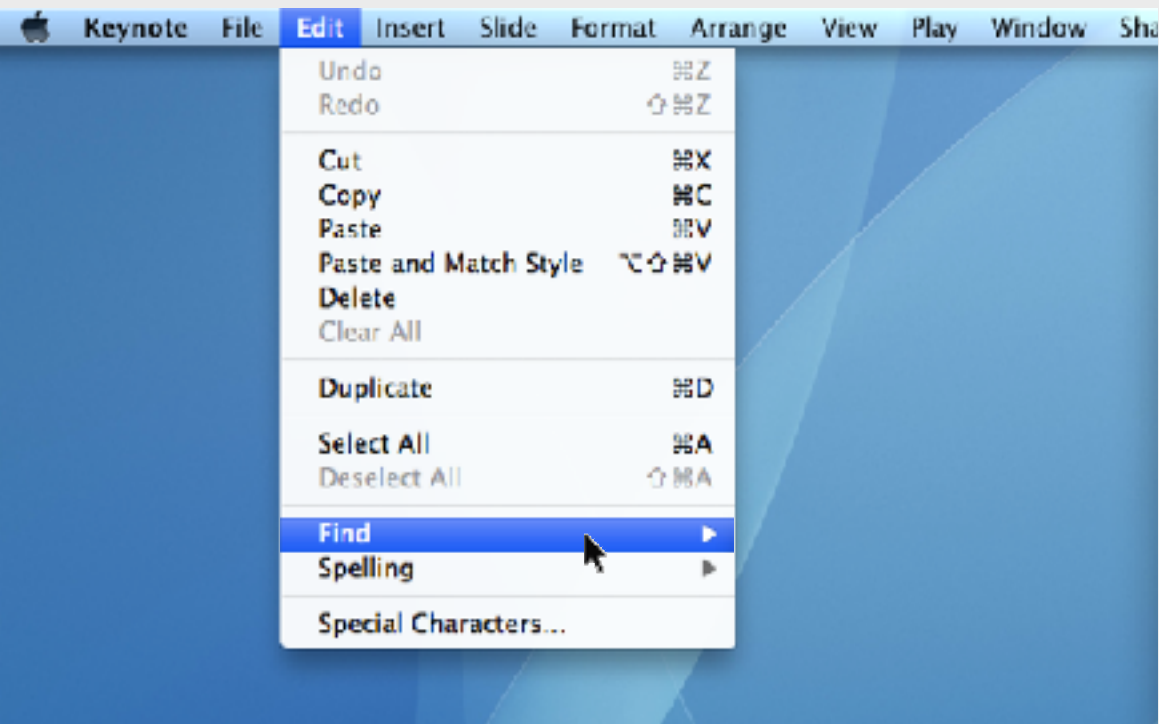 Keynote File Edit Insert Slide Format Arrange View Play Window Sha
Undo ⌘Z
Redo ⇧⌘Z
Cut ⌘X
Copy ⌘C
Paste ⌘V
Paste and Match Style ⌥⇧⌘V
Delete
Clear All
Duplicate ⌘D
Select All ⌘A
Deselect All ⇧⌘A
Find
Spelling
Special Characters...